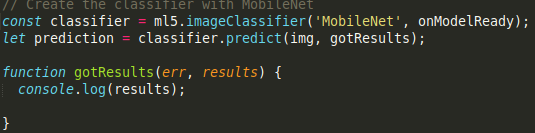 // Create the classifier with MobileNet
const classifier = ml5.imageClassifier('MobileNet', onModelReady);
let prediction = classifier.predict(img, gotResults);
function gotResults(err, results) {
console.log(results);
}